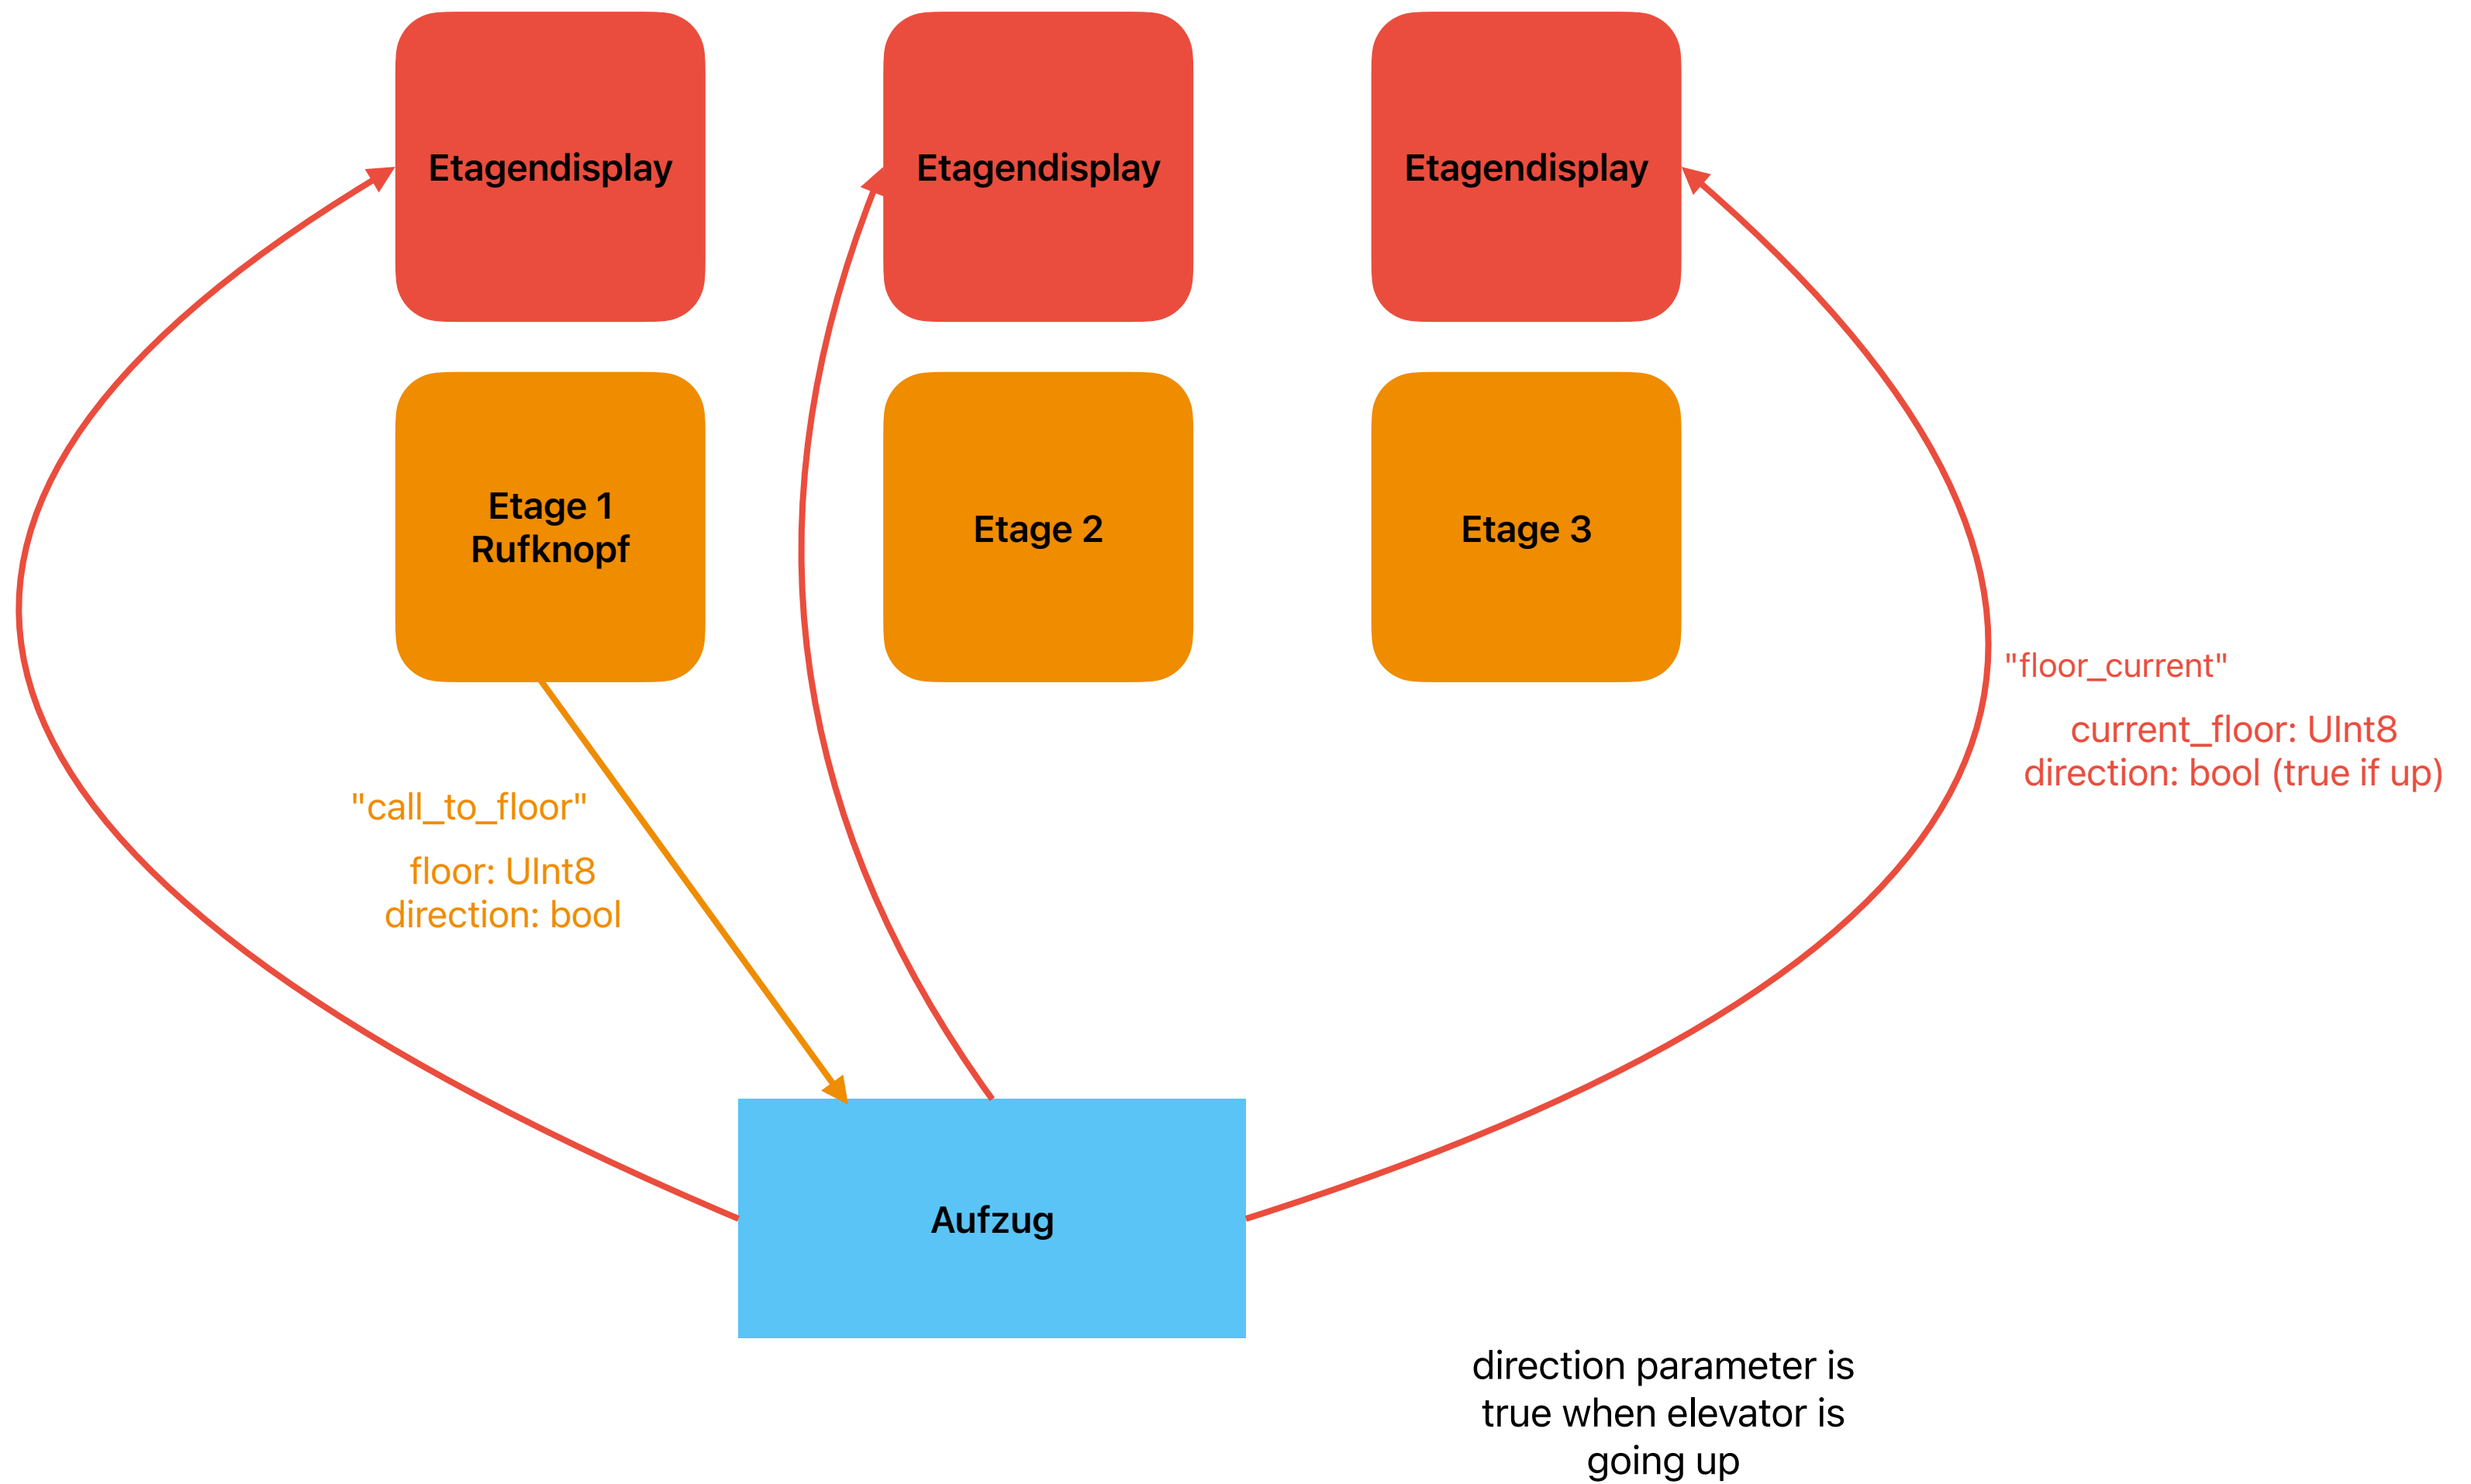 Etagendisplay
Etagendisplay
Etagendisplay
Etage 1
Rufknopf
Etage 2
Etage 3
"floor_current"
current_floor: UInt8
direction: bool (true if up)
"call_to_floor"
floor: UInt8
direction: bool
Aufzug
direction parameter is
true when elevator is
going up